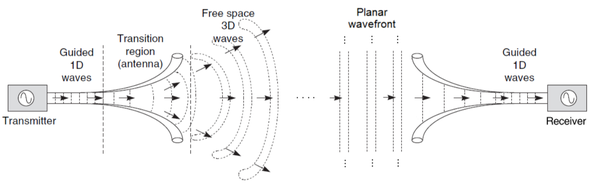 Guided
1D
waves
Transition
region
(antenna)
Free space
3D
waves
Planar
wavefront
Guided
1D
waves
Transmitter
Receiver